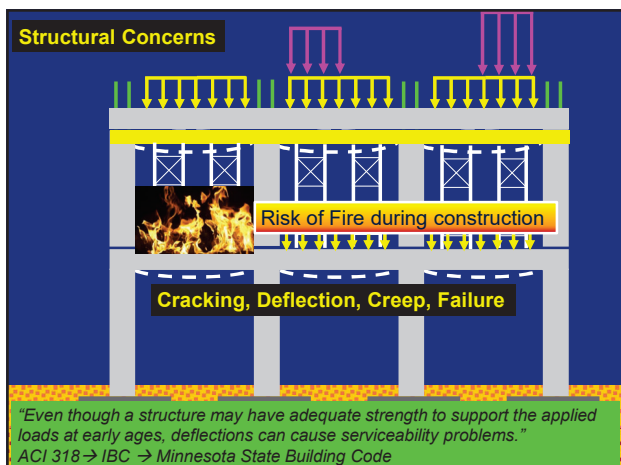 Structural Concerns
Risk of Fire during construction
Cracking, Deflection, Creep, Failure
“Even though a structure may have adequate strength to support the applied
loads at early ages, deflections can cause serviceability problems.”
ACI 318→ IBC → Minnesota State Building Code